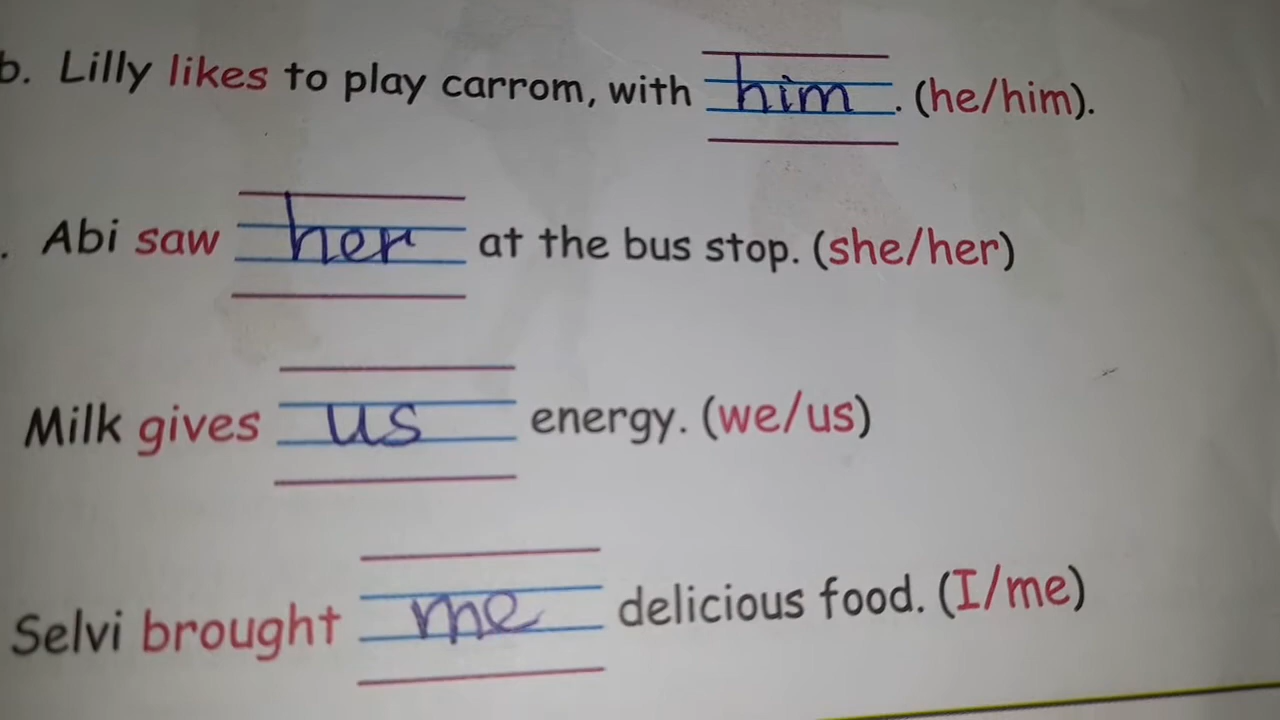 b. Lilly likes to play carrom, with him. (he/him).
. Abi saw her at the bus stop. (she/her)
Milk gives us energy. (we/us)
Selvi brought me delicious food. (I/me)